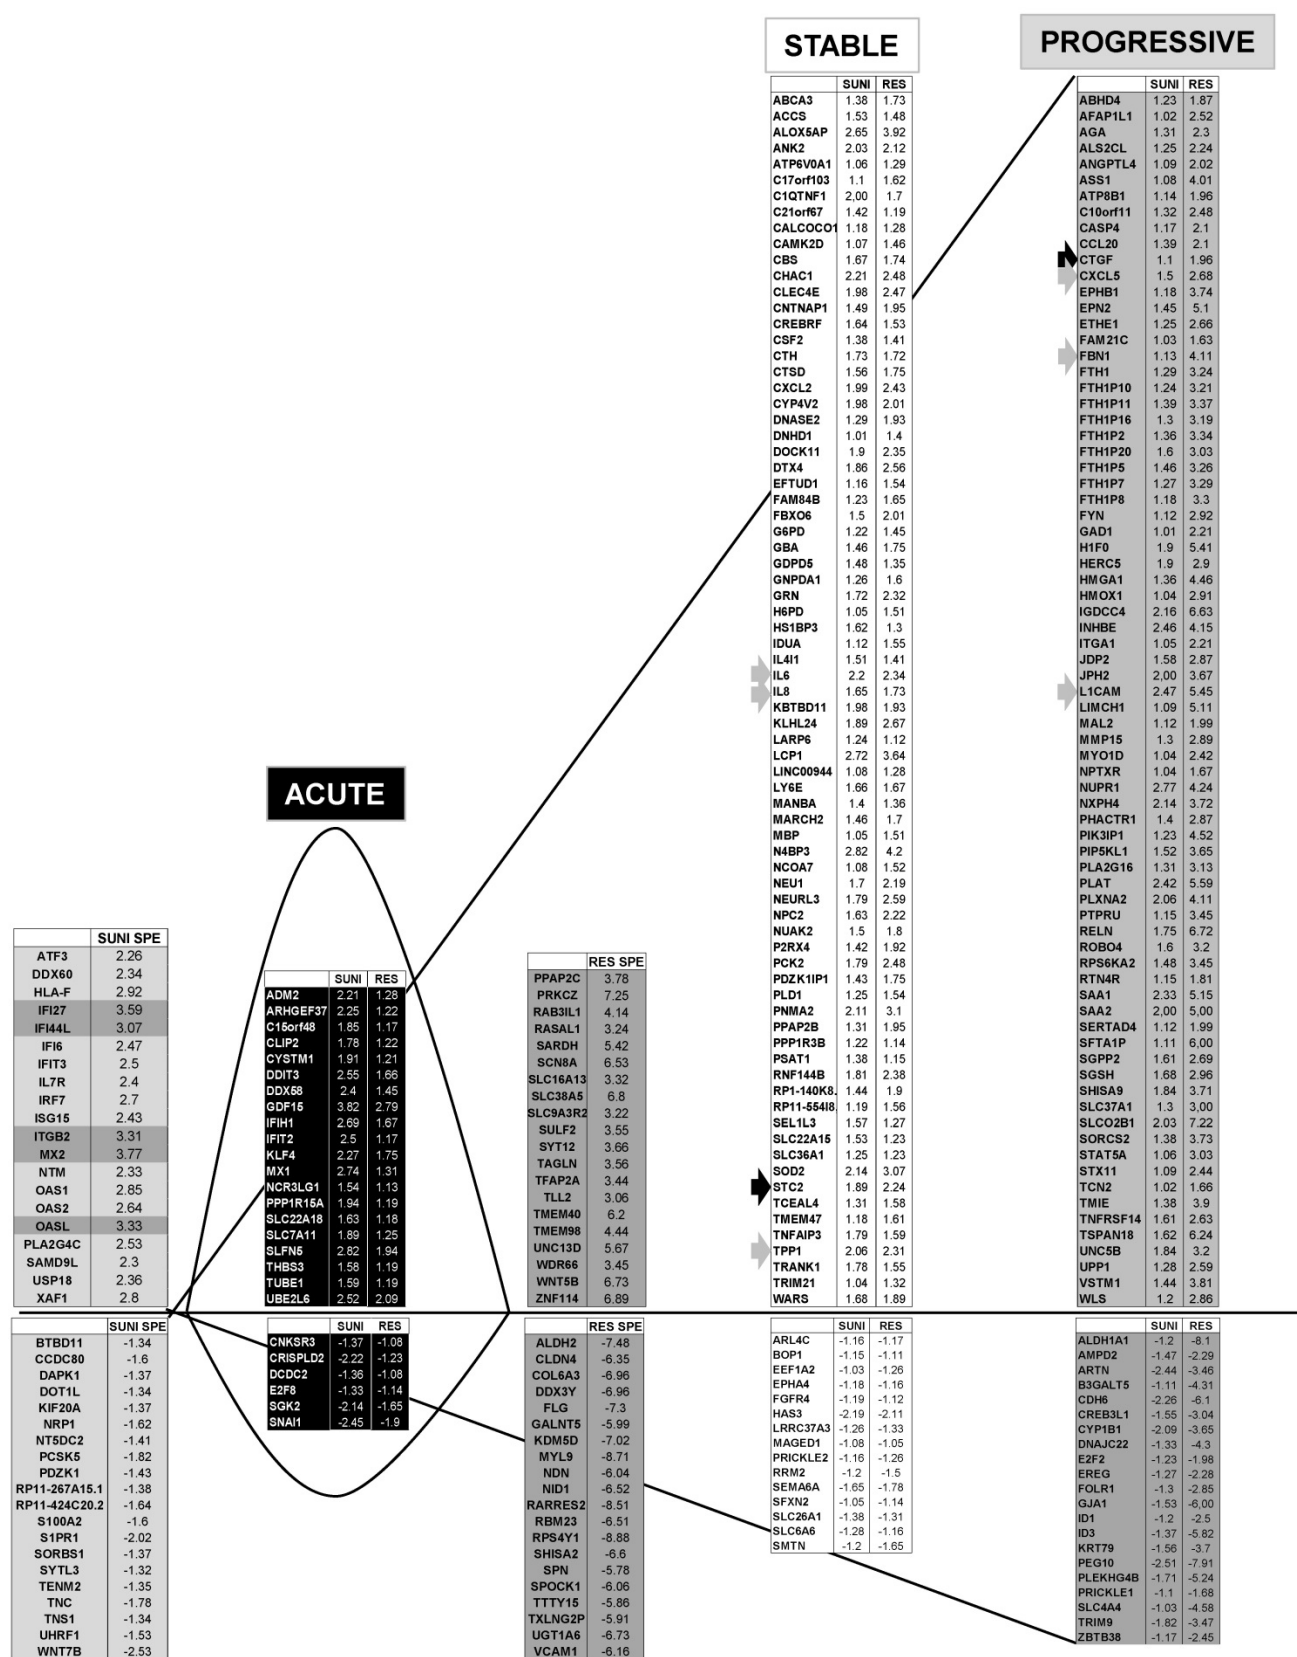 STABLE
SUNI RES
ABCA3 1.38 1.73
ACCS 1.53 1.48
ALOX5AP 2.65 3.92
ANK2 2.03 2.12
ATP6V0A1 1.06 1.29
C17orf103 1.1 1.62
C1QTNF1 2,00 1.7
C21orf67 1.42 1.19
CALCOCO1 1.18 1.28
CAMK2D 1.07 1.46
CBS 1.67 1.74
CHAC1 2.21 2.48
CLEC4E 1.98 2.47
CNTNAP1 1.49 1.95
CREBRF 1.64 1.53
CSF2 1.38 1.41
CTH 1.73 1.72
CTSD 1.56 1.75
CXCL2 1.99 2.43
CYP4V2 1.98 2.01
DNASE2 1.29 1.93
DNHD1 1.01 1.4
DOCK11 1.9 2.35
DTX4 1.86 2.56
EFTUD1 1.16 1.54
FAM84B 1.23 1.65
FBXO6 1.5 2.01
G6PD 1.22 1.45
GBA 1.46 1.75
GDPD5 1.48 1.35
GNPDA1 1.26 1.6
GRN 1.72 2.32
H6PD 1.05 1.51
HS1BP3 1.62 1.3
IDUA 1.12 1.55
IL4I1 1.51 1.41
IL6 2.2 2.34
IL8 1.65 1.73
KBTBD11 1.98 1.93
KLHL24 1.89 2.67
LARP6 1.24 1.12
LCP1 2.72 3.64
LINC00944 1.08 1.28
LY6E 1.66 1.67
MANBA 1.4 1.36
MARCH2 1.46 1.7
MBP 1.05 1.51
N4BP3 2.82 4.2
NCOA7 1.08 1.52
NEU1 1.7 2.19
NEURL3 1.79 2.59
NPC2 1.63 2.22
NUAK2 1.5 1.8
P2RX4 1.42 1.92
PCK2 1.79 2.48
PDZK1IP1 1.43 1.75
PLD1 1.25 1.54
PNMA2 2.11 3.1
PPAP2B 1.31 1.95
PPP1R3B 1.22 1.14
PSAT1 1.38 1.15
RNF144B 1.81 2.38
RP1-140K8. 1.44 1.9
RP11-554I8. 1.19 1.56
SEL1L3 1.57 1.27
SLC22A15 1.53 1.23
SLC36A1 1.25 1.23
SOD2 2.14 3.07
STC2 1.89 2.24
TCEAL4 1.31 1.58
TMEM47 1.18 1.61
TNFAIP3 1.79 1.59
TPP1 2.06 2.31
TRANK1 1.78 1.55
TRIM21 1.04 1.32
WARS 1.68 1.89
PROGRESSIVE
SUNI RES
ABHD4 1.23 1.87
AFAP1L1 1.02 2.52
AGA 1.31 2.3
ALS2CL 1.25 2.24
ANGPTL4 1.09 2.02
ASS1 1.08 4.01
ATP8B1 1.14 1.96
C10orf11 1.32 2.48
CASP4 1.17 2.1
CCL20 1.39 2.1
CTGF 1.1 1.96
CXCL5 1.5 2.68
EPHB1 1.18 3.74
EPN2 1.45 5.1
ETHE1 1.25 2.66
FAM21C 1.03 1.63
FBN1 1.13 4.11
FTH1 1.29 3.24
FTH1P10 1.24 3.21
FTH1P11 1.39 3.37
FTH1P16 1.3 3.19
FTH1P2 1.36 3.34
FTH1P20 1.6 3.03
FTH1P5 1.46 3.26
FTH1P7 1.27 3.29
FTH1P8 1.18 3.3
FYN 1.12 2.92
GAD1 1.01 2.21
H1F0 1.9 5.41
HERC5 1.9 2.9
HMGA1 1.36 4.46
HMOX1 1.04 2.91
IGDCC4 2.16 6.63
INHBE 2.46 4.15
ITGA1 1.05 2.21
JDP2 1.58 2.87
JPH2 2,00 3.67
L1CAM 2.47 5.45
LIMCH1 1.09 5.11
MAL2 1.12 1.99
MMP15 1.3 2.89
MYO1D 1.04 2.42
NPTXR 1.04 1.67
NUPR1 2.77 4.24
NXPH4 2.14 3.72
PHACTR1 1.4 2.87
PIK3IP1 1.23 4.52
PIP5KL1 1.52 3.65
PLA2G16 1.31 3.13
PLAT 2.42 5.59
PLXNA2 2.06 4.11
PTPRU 1.15 3.45
RELN 1.75 6.72
ROBO4 1.6 3.2
RPS6KA2 1.48 3.45
RTN4R 1.15 1.81
SAA1 2.33 5.15
SAA2 2,00 5,00
SERTAD4 1.12 1.99
SFTA1P 1.11 6,00
SGPP2 1.61 2.69
SGSH 1.68 2.96
SHISA9 1.84 3.71
SLC37A1 1.3 3,00
SLCO2B1 2.03 7.22
SORCS2 1.38 3.73
STAT5A 1.06 3.03
STX11 1.09 2.44
TCN2 1.02 1.66
TMIE 1.38 3.9
TNFRSF14 1.61 2.63
TSPAN18 1.62 6.24
UNC5B 1.84 3.2
UPP1 1.28 2.59
VSTM1 1.44 3.81
WLS 1.2 2.86
ACUTE
SUNI SPE
ATF3 2.26
DDX60 2.34
HLA-F 2.92
IFI27 3.59
IFI44L 3.07
IFI6 2.47
IFIT3 2.5
IL7R 2.4
IRF7 2.7
ISG15 2.43
ITGB2 3.31
MX2 3.77
NTM 2.33
OAS1 2.85
OAS2 2.64
OASL 3.33
PLA2G4C 2.53
SAMD9L 2.3
USP18 2.36
XAF1 2.8
SUNI RES
ADM2 2.21 1.28
ARHGEF37 2.25 1.22
C15orf48 1.85 1.17
CLIP2 1.78 1.22
CYSTM1 1.91 1.21
DDIT3 2.55 1.66
DDX58 2.4 1.45
GDF15 3.82 2.79
IFIH1 2.69 1.67
IFIT2 2.5 1.17
KLF4 2.27 1.75
MX1 2.74 1.31
NCR3LG1 1.54 1.13
PPP1R15A 1.94 1.19
SLC22A18 1.63 1.18
SLC7A11 1.89 1.25
SLFN5 2.82 1.94
THBS3 1.58 1.19
TUBE1 1.59 1.19
UBE2L6 2.52 2.09
RES SPE
PPAP2C 3.78
PRKCZ 7.25
RAB3IL1 4.14
RASAL1 3.24
SARDH 5.42
SCN8A 6.53
SLC16A13 3.32
SLC38A5 6.8
SLC9A3R2 3.22
SULF2 3.55
SYT12 3.66
TAGLN 3.56
TFAP2A 3.44
TLL2 3.06
TMEM40 6.2
TMEM98 4.44
UNC13D 5.67
WDR66 3.45
WNT5B 6.73
ZNF114 6.89
SUNI SPE
BTBD11 -1.34
CCDC80 -1.6
DAPK1 -1.37
DOT1L -1.34
KIF20A -1.37
NRP1 -1.62
NT5DC2 -1.41
PCSK5 -1.82
PDZK1 -1.43
RP11-267A15.1 -1.38
RP11-424C20.2 -1.64
S100A2 -1.6
S1PR1 -2.02
SORBS1 -1.37
SYTL3 -1.32
TENM2 -1.35
TNC -1.78
TNS1 -1.34
UHRF1 -1.53
WNT7B -2.53
SUNI RES
CNKSR3 -1.37 -1.08
CRISPLD2 -2.22 -1.23
DCDC2 -1.36 -1.08
E2F8 -1.33 -1.14
SGK2 -2.14 -1.65
SNAI1 -2.45 -1.9
RES SPE
ALDH2 -7.48
CLDN4 -6.35
COL6A3 -6.96
DDX3Y -6.96
FLG -7.3
GALNT5 -5.99
KDM5D -7.02
MYL9 -8.71
NDN -6.04
NID1 -6.52
RARRES2 -8.51
RBM23 -6.51
RPS4Y1 -8.88
SHISA2 -6.6
SPN -5.78
SPOCK1 -6.06
TTTY15 -5.86
TXLNG2P -5.91
UGT1A6 -6.73
VCAM1 -6.16
SUNI RES
ARL4C -1.16 -1.17
BOP1 -1.15 -1.11
EEF1A2 -1.03 -1.26
EPHA4 -1.18 -1.16
FGFR4 -1.19 -1.12
HAS3 -2.19 -2.11
LRRC37A3 -1.26 -1.33
MAGED1 -1.08 -1.05
PRICKLE2 -1.16 -1.26
RRM2 -1.2 -1.5
SEMA6A -1.65 -1.78
SFXN2 -1.05 -1.14
SLC26A1 -1.38 -1.31
SLC6A6 -1.28 -1.16
SMTN -1.2 -1.65
SUNI RES
ALDH1A1 -1.2 -8.1
AMPD2 -1.47 -2.29
ARTN -2.44 -3.46
B3GALT5 -1.11 -4.31
CDH6 -2.26 -6.1
CREB3L1 -1.55 -3.04
CYP1B1 -2.09 -3.65
DNAJC22 -1.33 -4.3
E2F2 -1.23 -1.98
EREG -1.27 -2.28
FOLR1 -1.3 -2.85
GJA1 -1.53 -6,00
ID1 -1.2 -2.5
ID3 -1.37 -5.82
KRT79 -1.56 -3.7
PEG10 -2.51 -7.91
PLEKHG4B -1.71 -5.24
PRICKLE1 -1.1 -1.68
SLC4A4 -1.03 -4.58
TRIM9 -1.82 -3.47
ZBTB38 -1.17 -2.45